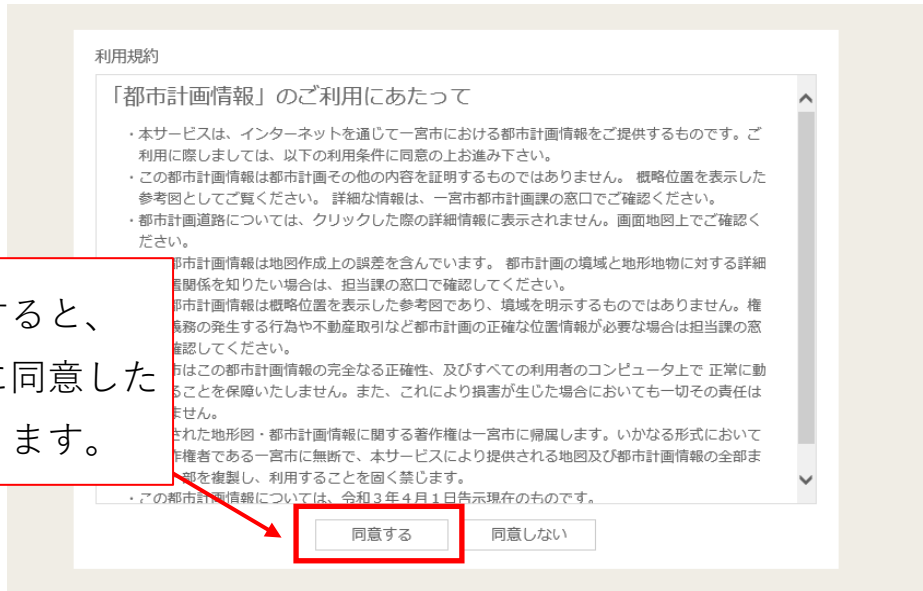 利用規約
「都市計画情報」のご利用にあたって
・本サービスは、インターネットを通じて一宮市における都市計画情報をご提供するものです。ご
利用に際しましては、以下の利用条件に同意の上お進み下さい。
・この都市計画情報は都市計画その他の内容を証明するものではありません。 概略位置を表示した
参考図としてご覧ください。 詳細な情報は、一宮市都市計画課の窓口でご確認ください。
・都市計画道路については、クリックした際の詳細情報に表示されません。画面地図上でご確認く
ださい。
都市計画情報は地図作成上の誤差を含んでいます。 都市計画の境域と地形地物に対する詳細
置関係を知りたい場合は、担当課の窓口で確認してください。
都市計画情報は概略位置を表示した参考図であり、境域を明示するものではありません。権
義務の発生する行為や不動産取引など都市計画の正確な位置情報が必要な場合は担当課の窓
確認してください。
市はこの都市計画情報の完全なる正確性、及びすべての利用者のコンピュータ上で 正常に動
ることを保障いたしません。また、これにより損害が生じた場合においても一切その責任は
ません。
された地形図・都市計画情報に関する著作権は一宮市に帰属します。いかなる形式において
作権者である一宮市に無断で、本サービスにより提供される地図及び都市計画情報の全部ま
部を複製し、利用することを固く禁じます。
・この都市計画情報については、令和３年４月１日告示現在のものです。
すると、
に同意した
ります。
同意する
同意しない